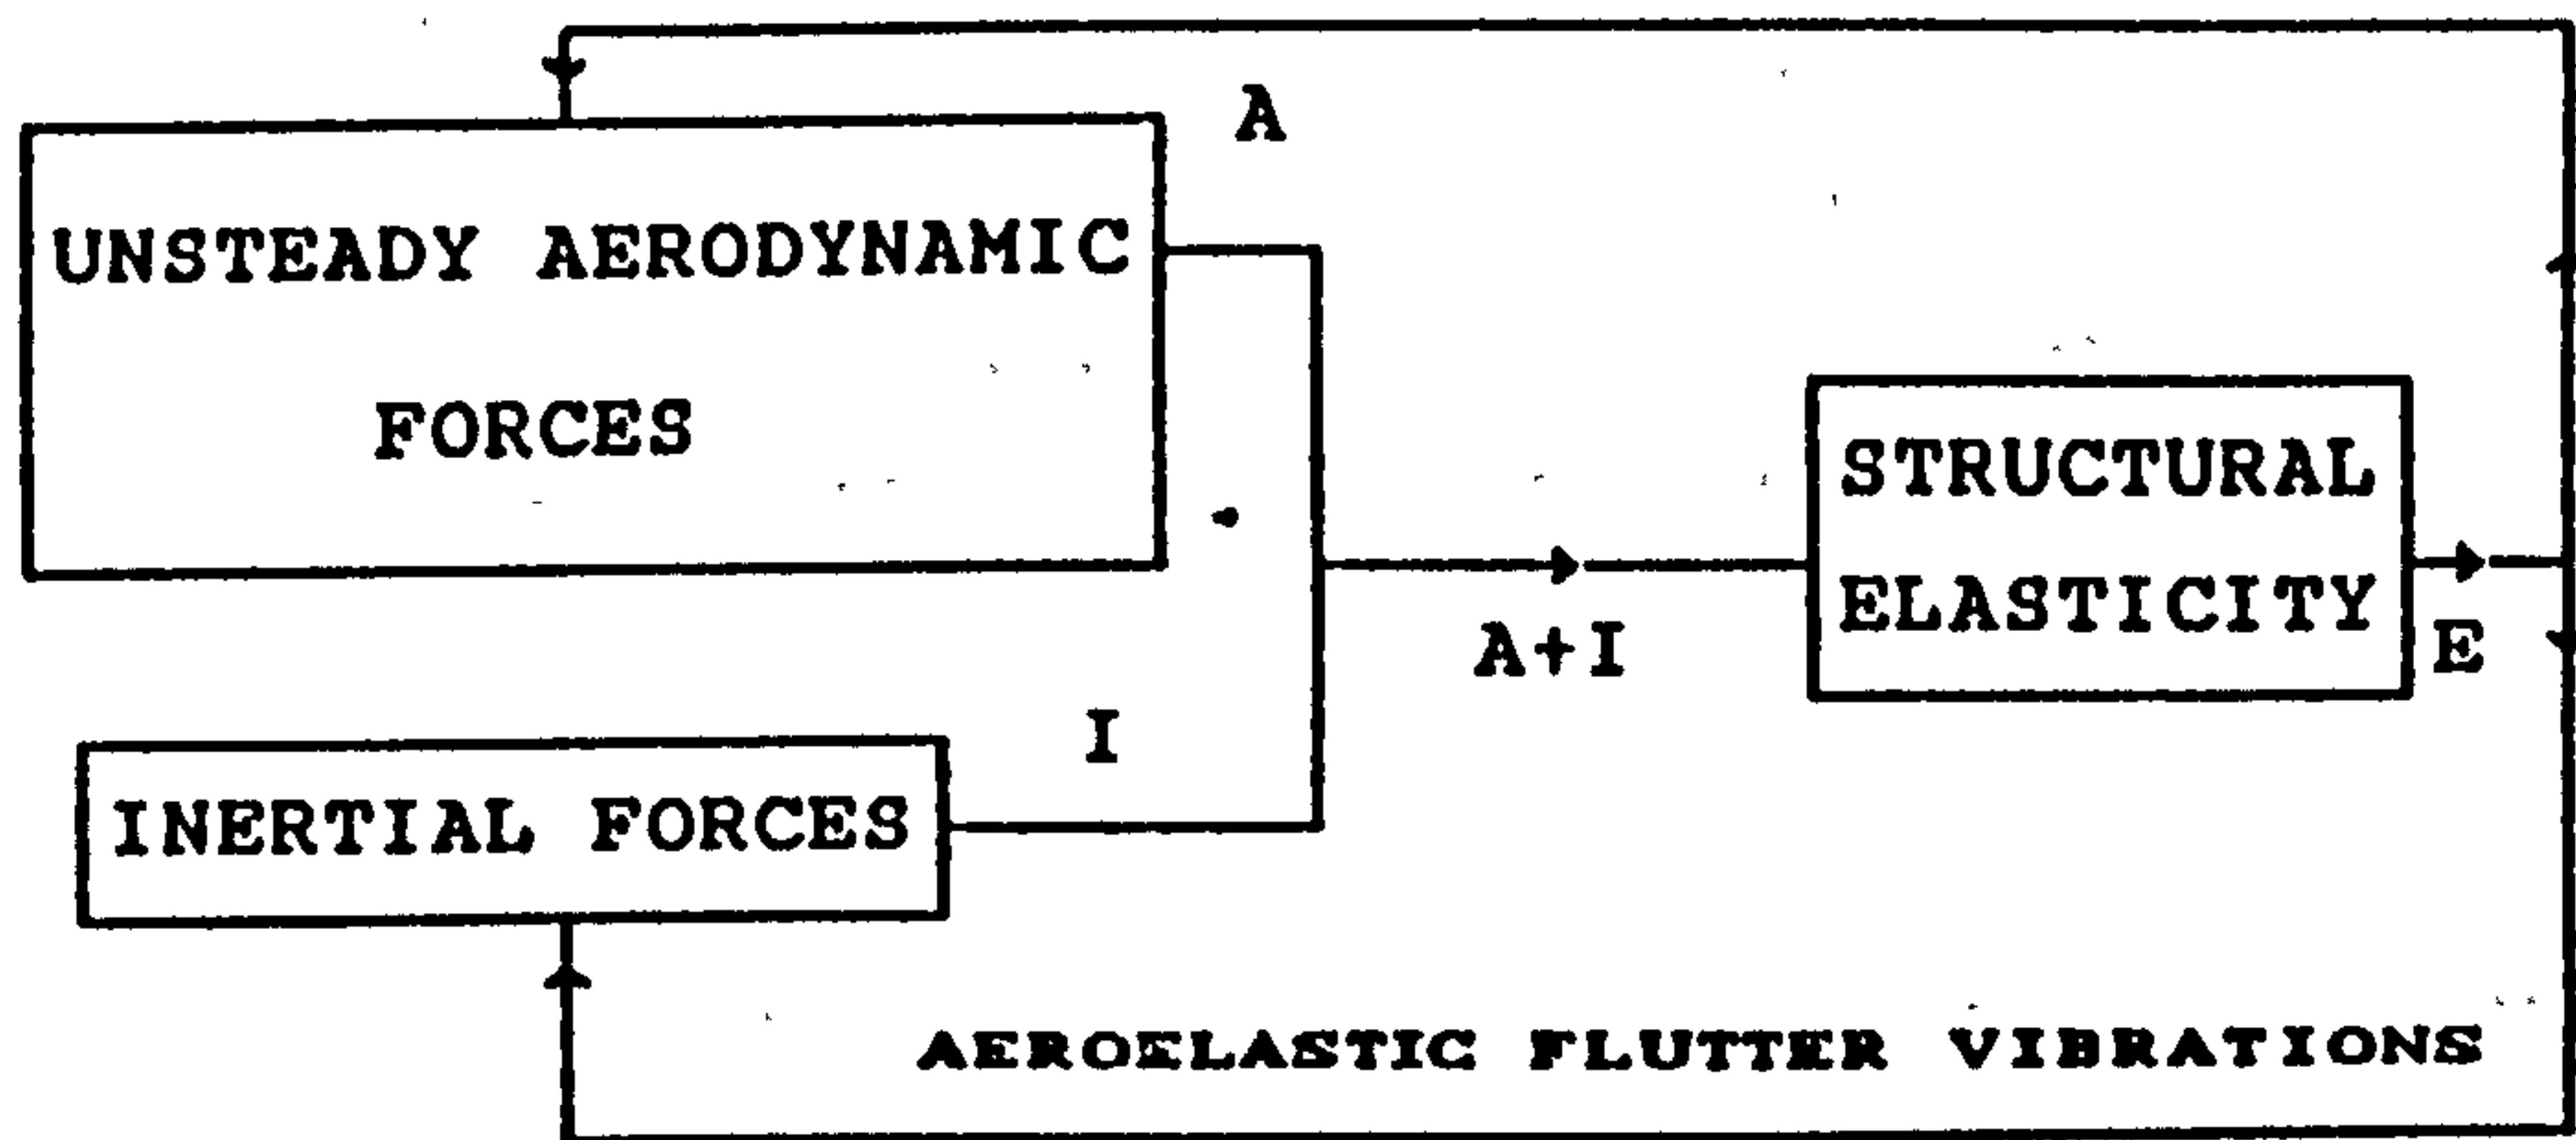 A
UNSTEADY AERODYNAMIC
FORCES
STRUCTURAL
ELASTICITY
A+I
E
I
INERTIAL FORCES
AEROELASTIC FLUTTER VIBRATIONS